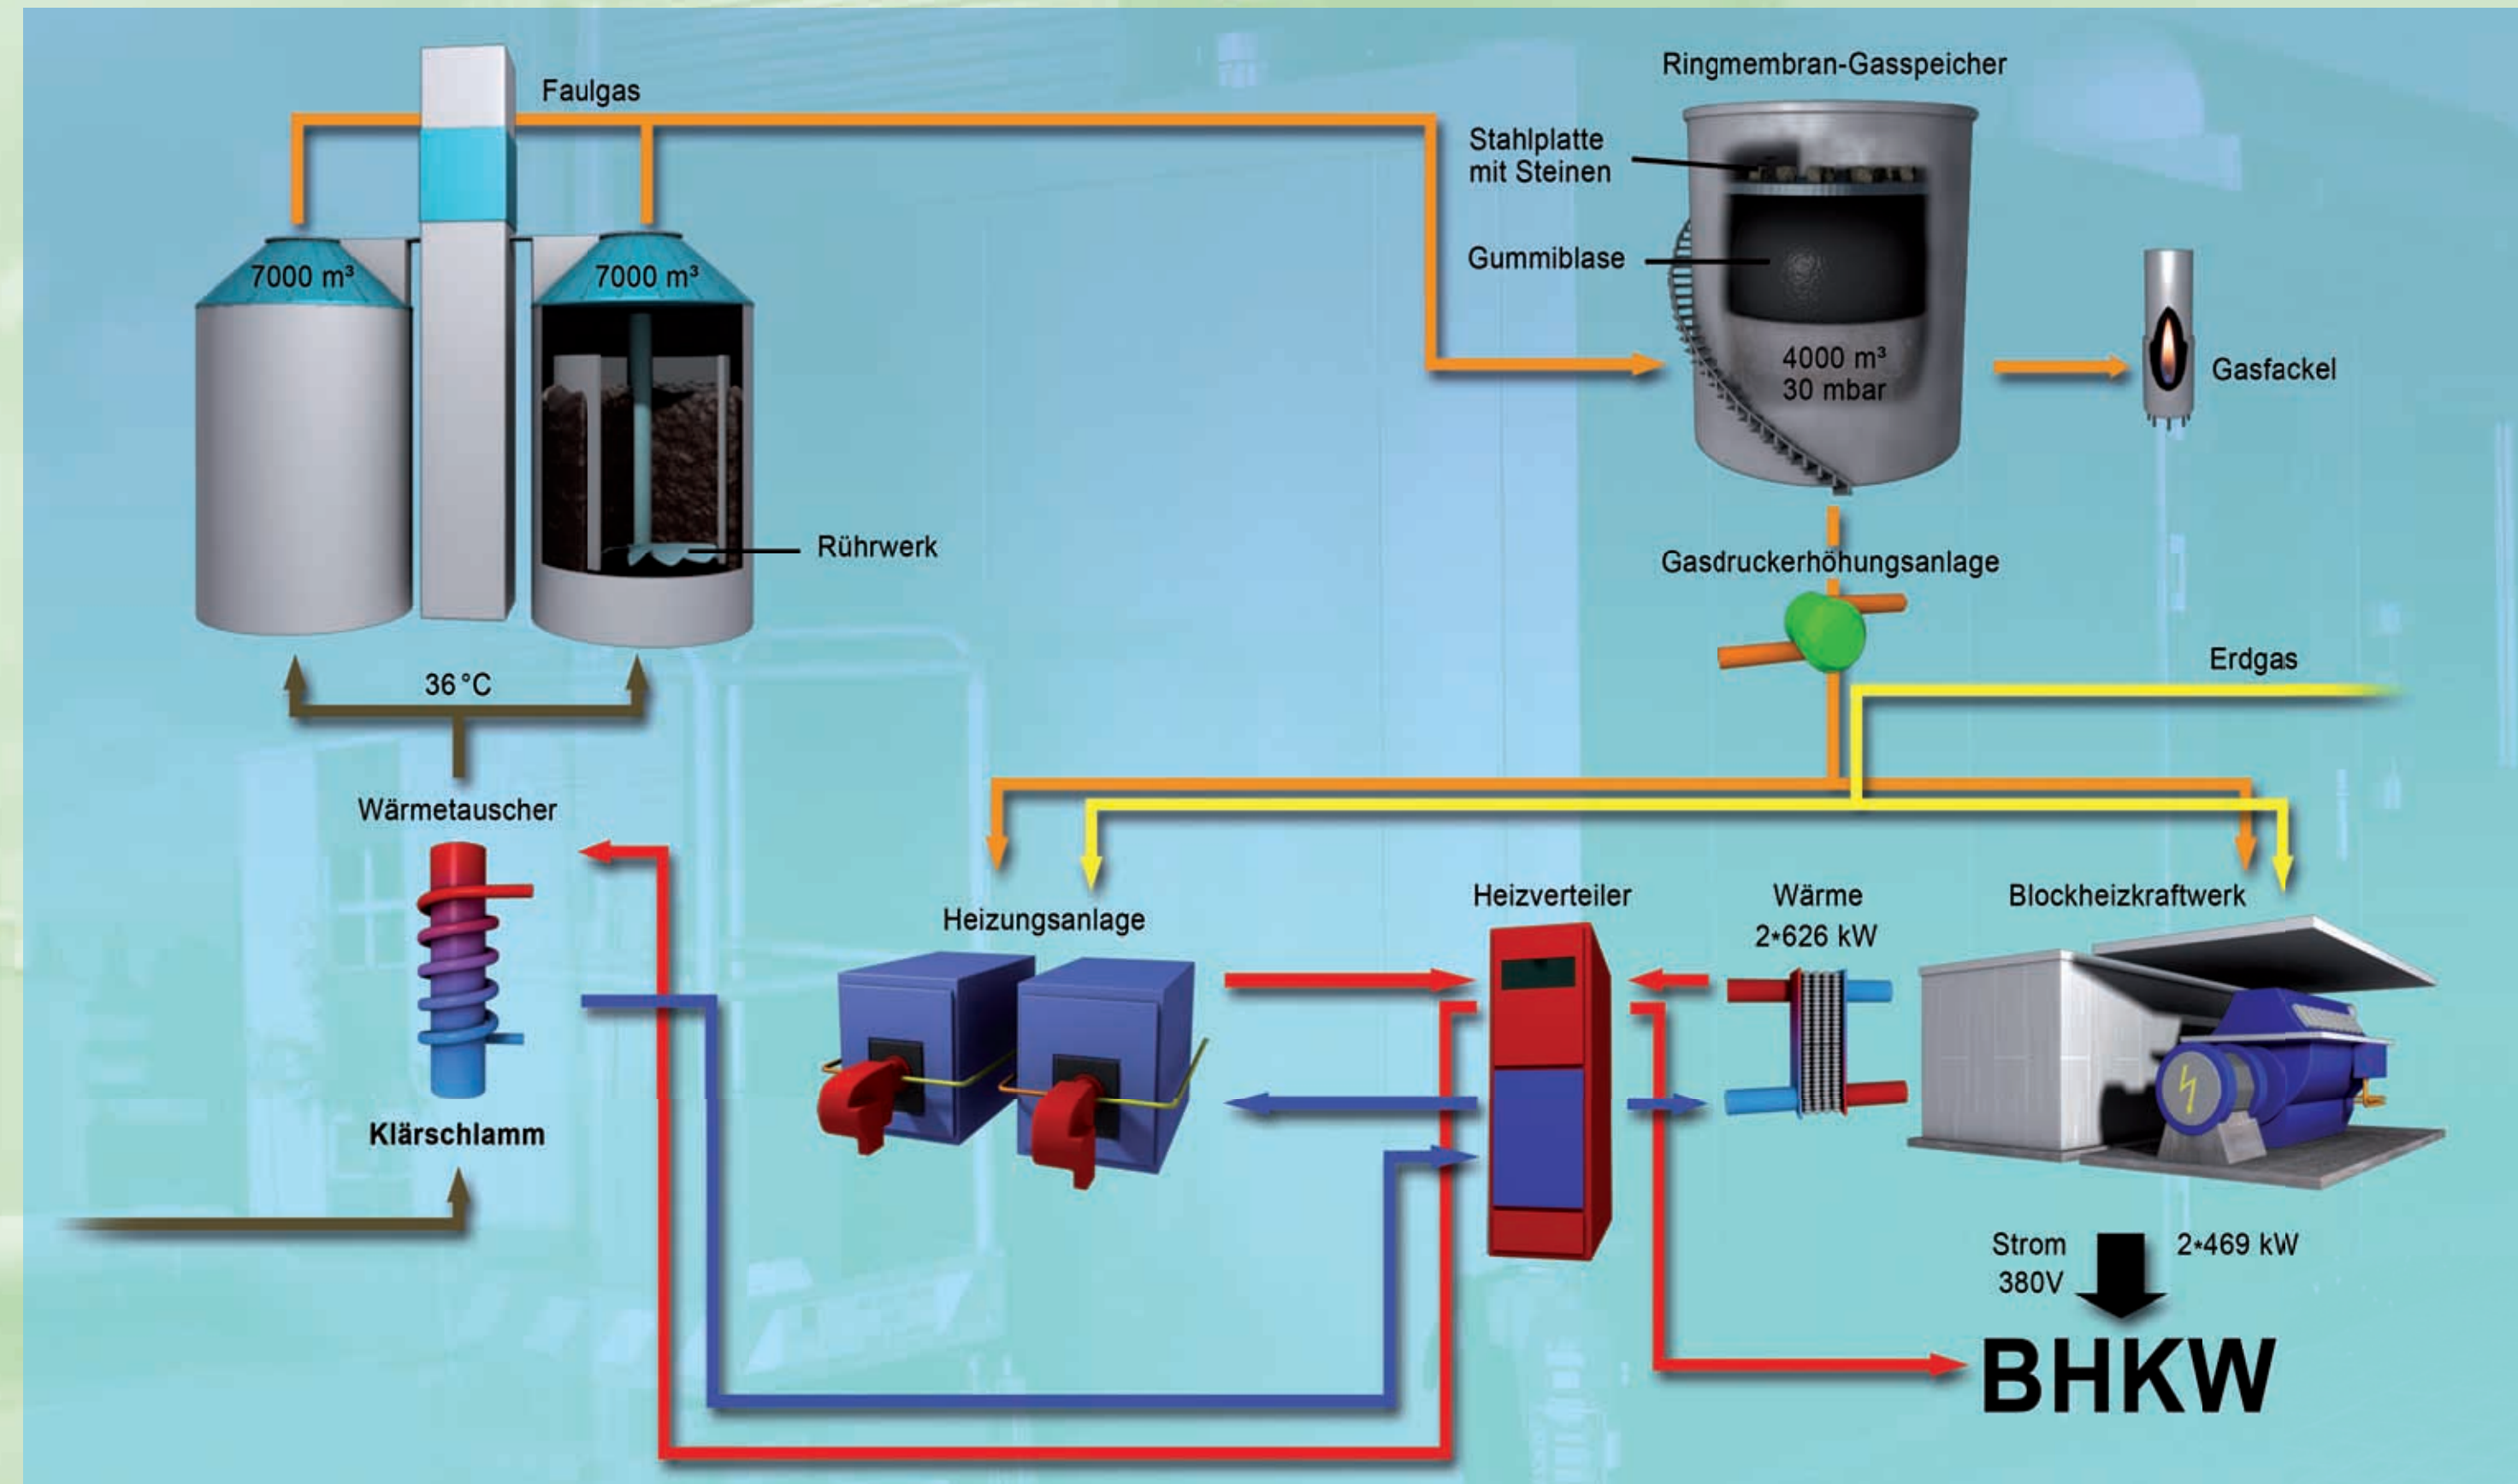 Faulgas
Ringmembran-Gasspeicher
Stahlplatte
mit Steinen
Gummiblase
7000 m³
7000 m³
4000 m³
30 mbar
Gasfackel
Rührwerk
Gasdruckerhöhungsanlage
Erdgas
36 °C
Wärmetauscher
Heizungsanlage
Heizverteiler
Wärme
2*626 kW
Blockheizkraftwerk
Klärschlamm
Strom
380V
2*469 kW
BHKW